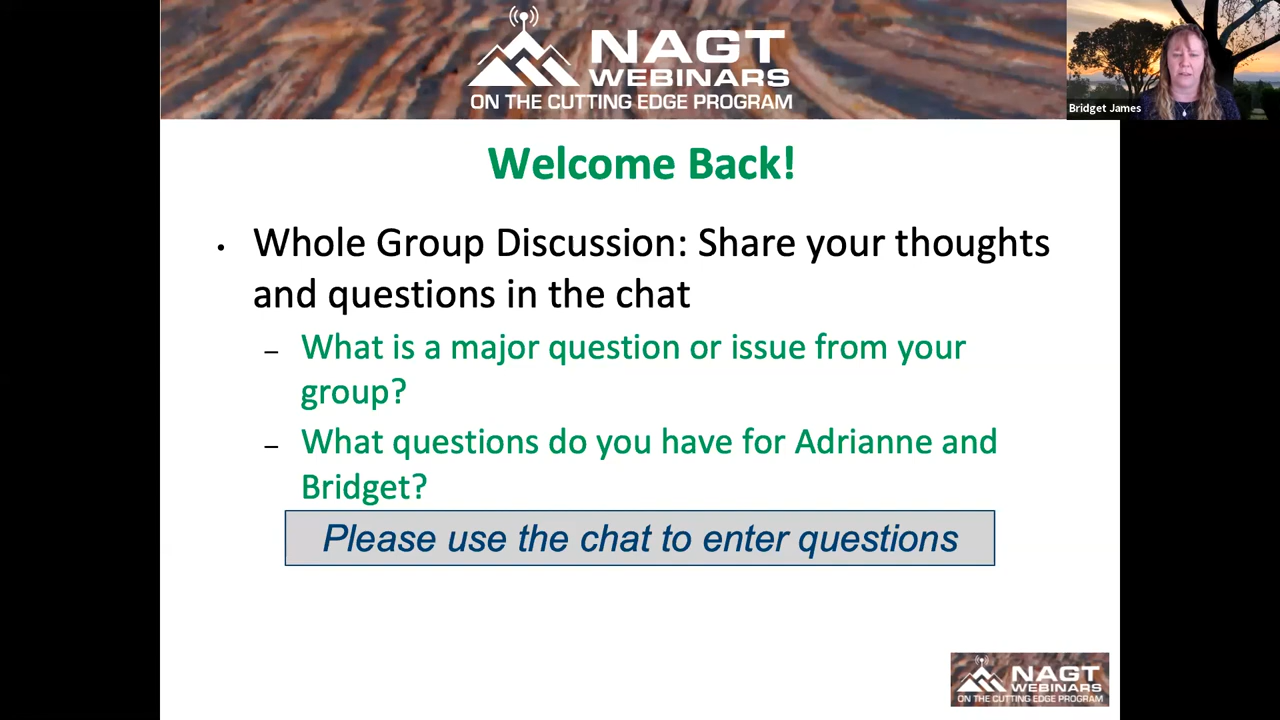 NAGT
WEBINARS
ON THE CUTTING EDGE PROGRAM
Bridget James
Welcome Back!
• Whole Group Discussion: Share your thoughts
and questions in the chat
– What is a major question or issue from your
group?
– What questions do you have for Adrianne and
Bridget?
Please use the chat to enter questions
NAGT
WEBINARS
ON THE CUTTING EDGE PROGRAM